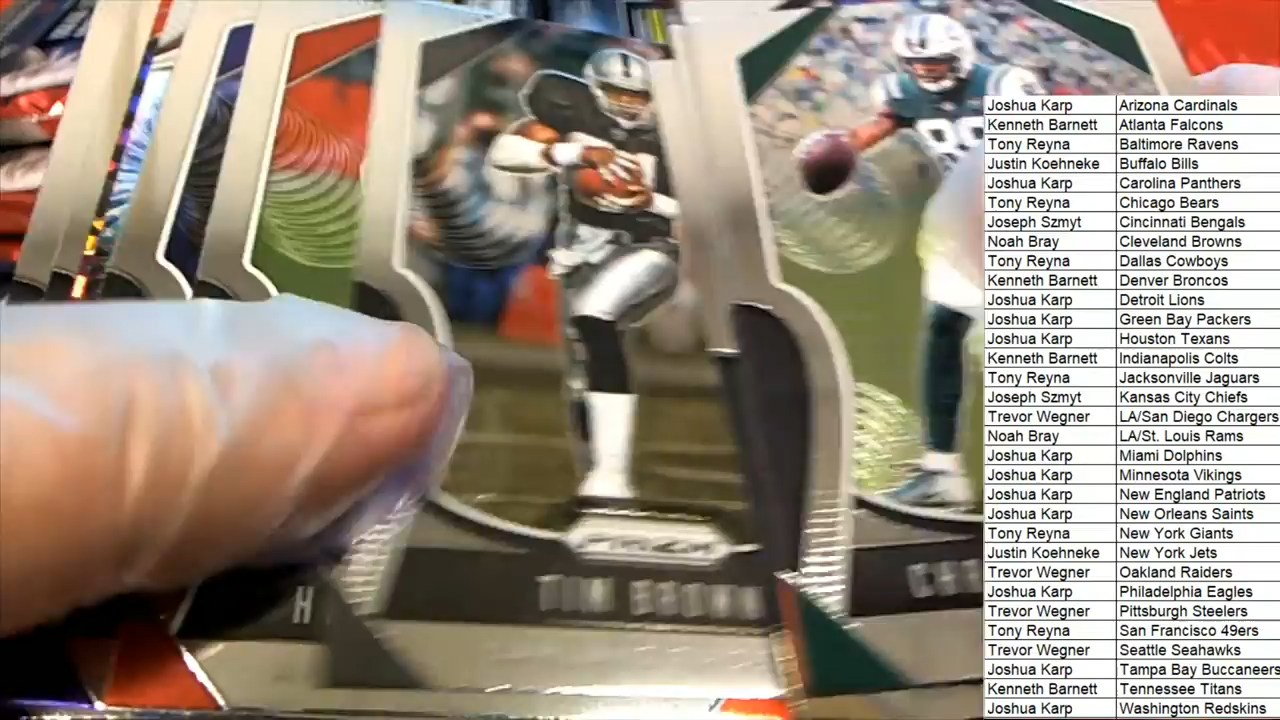 Joshua Karp Arizona Cardinals
Kenneth Barnett Atlanta Falcons
Tony Reyna Baltimore Ravens
Justin Koehneke Buffalo Bills
Joshua Karp Carolina Panthers
Tony Reyna Chicago Bears
Joseph Szmyt Cincinnati Bengals
Noah Bray Cleveland Browns
Tony Reyna Dallas Cowboys
Kenneth Barnett Denver Broncos
Joshua Karp Detroit Lions
Joshua Karp Green Bay Packers
Joshua Karp Houston Texans
Kenneth Barnett Indianapolis Colts
Tony Reyna Jacksonville Jaguars
Joseph Szmyt Kansas City Chiefs
Trevor Wegner LA/San Diego Chargers
Noah Bray LA/St. Louis Rams
Joshua Karp Miami Dolphins
Joshua Karp Minnesota Vikings
Joshua Karp New England Patriots
Joshua Karp New Orleans Saints
Tony Reyna New York Giants
Justin Koehneke New York Jets
Trevor Wegner Oakland Raiders
Joshua Karp Philadelphia Eagles
Trevor Wegner Pittsburgh Steelers
Tony Reyna San Francisco 49ers
Trevor Wegner Seattle Seahawks
Joshua Karp Tampa Bay Buccaneers
Kenneth Barnett Tennessee Titans
Joshua Karp Washington Redskins
PRIZM
TIM BROWN
H